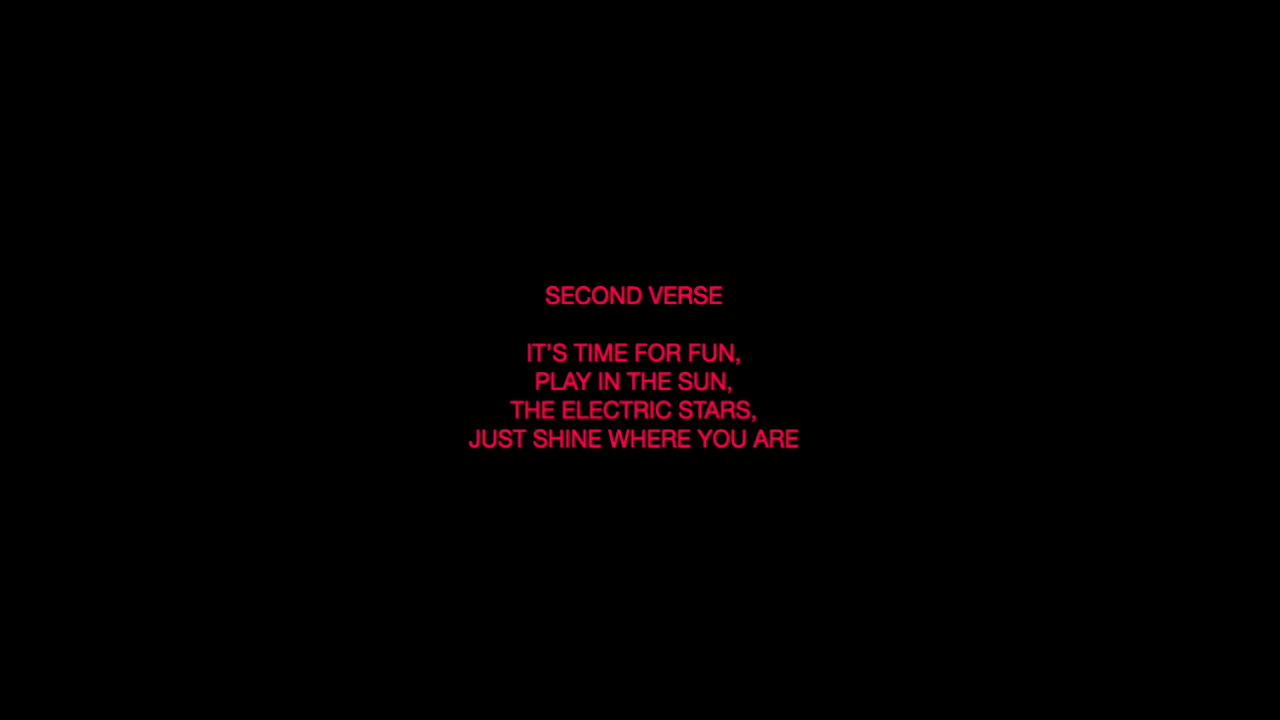 SECOND VERSE
IT’S TIME FOR FUN,
PLAY IN THE SUN,
THE ELECTRIC STARS,
JUST SHINE WHERE YOU ARE